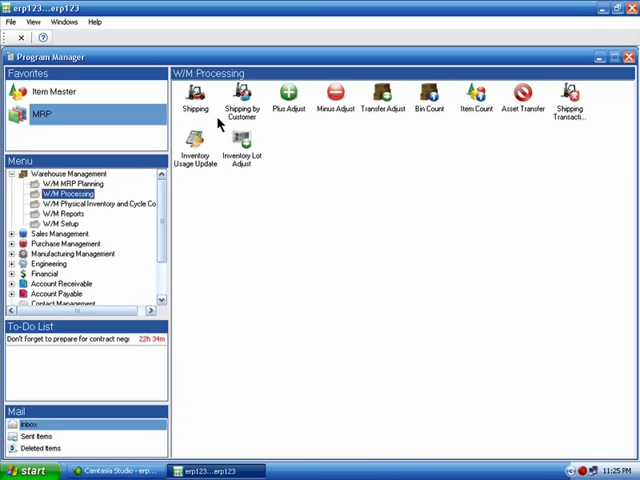 erp123...erp123
File View Windows Help
Program Manager
Favorites
Item Master
MRP
Menu
Warehouse Management
W/M MRP Planning
W/M Processing
W/M Physical Inventory and Cycle Co
W/M Reports
W/M Setup
Sales Management
Purchase Management
Manufacturing Management
Engineering
Financial
Account Receivable
Account Payable
Contact Management
To-Do List
Don't forget to prepare for contract neg: 22h 34m
Mail
Inbox
Sent Items
Deleted Items
W/M Processing
Shipping
Shipping by
Customer
Plus Adjust
Minus Adjust
Transfer Adjust
Bin Count
Item Count
Asset Transfer
Shipping
Transacti...
Inventory
Usage Update
Inventory Lot
Adjust
start
Camtasia Studio - erp...
erp123...erp123
11:25 PM